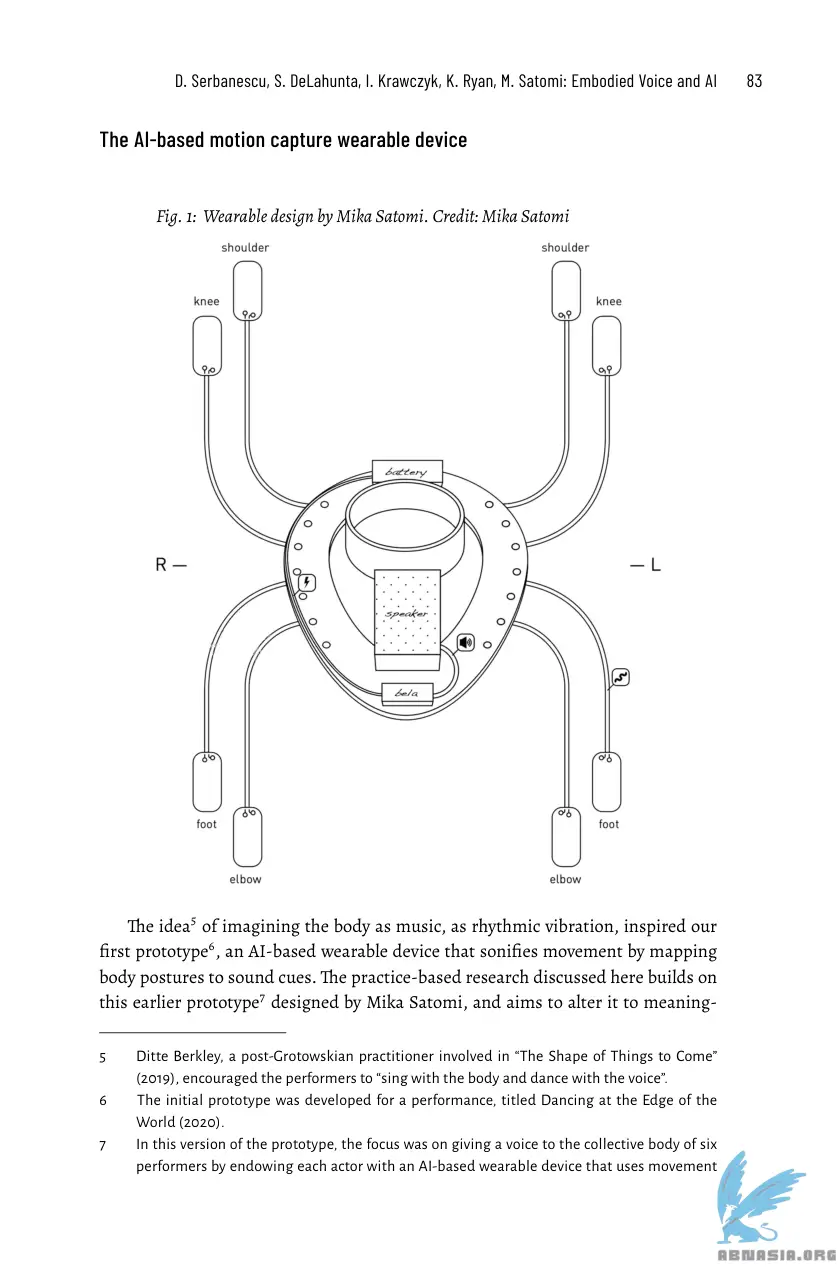 D. Serbanescu, S. DeLahunta, I. Krawczyk, K. Ryan, M. Satomi: Embodied Voice and AI 83
The AI-based motion capture wearable device
Fig. 1: Wearable design by Mika Satomi. Credit: Mika Satomi
shoulder shoulder
knee knee
battery
R — — L
speaker
bela
foot foot
elbow elbow
The idea⁵ of imagining the body as music, as rhythmic vibration, inspired our
first prototype⁶, an AI-based wearable device that sonifies movement by mapping
body postures to sound cues. The practice-based research discussed here builds on
this earlier prototype⁷ designed by Mika Satomi, and aims to alter it to meaning-
5 Ditte Berkley, a post-Grotowskian practitioner involved in “The Shape of Things to Come”
(2019), encouraged the performers to “sing with the body and dance with the voice”.
6 The initial prototype was developed for a performance, titled Dancing at the Edge of the
World (2020).
7 In this version of the prototype, the focus was on giving a voice to the collective body of six
performers by endowing each actor with an AI-based wearable device that uses movement
ABNASIA.ORG